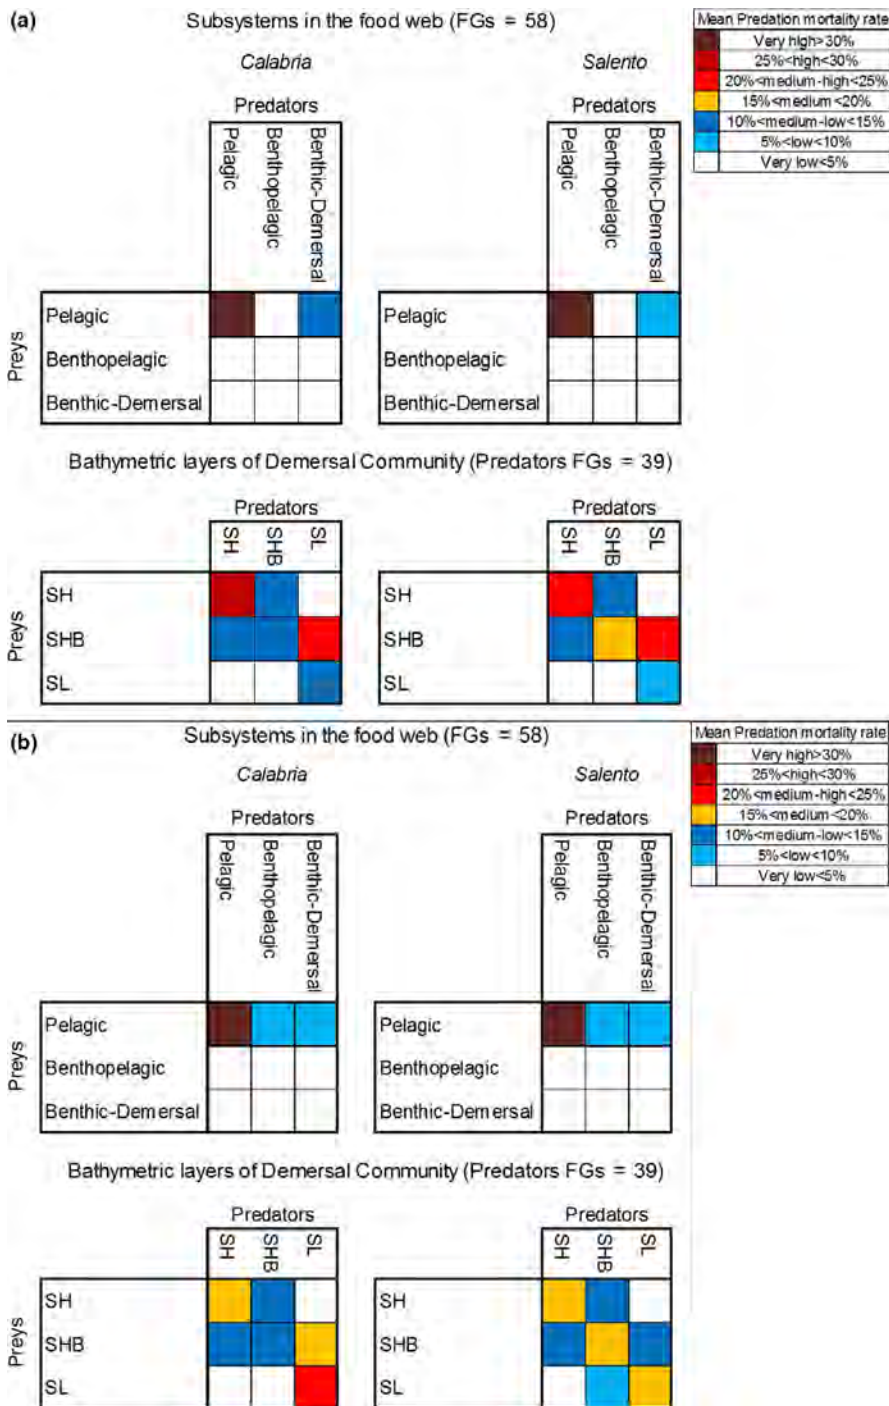 (a)
Subsystems in the food web (FGs = 58)
Mean Predation mortality rate
Very high>30%
25%<high<30%
20%<medium-high<25%
15%<medium<20%
10%<medium-low<15%
5%<low<10%
Very low<5%
Calabria
Salento
Predators
Predators
Pelagic
Benthopelagic
Benthic-Demersal
Pelagic
Benthopelagic
Benthic-Demersal
Preys
Pelagic
Benthopelagic
Benthic-Demersal
Pelagic
Benthopelagic
Benthic-Demersal
Bathymetric layers of Demersal Community (Predators FGs = 39)
Predators
Predators
SH
SHB
SL
SH
SHB
SL
Preys
SH
SHB
SL
SH
SHB
SL
(b)
Subsystems in the food web (FGs = 58)
Mean Predation mortality rate
Very high>30%
25%<high<30%
20%<medium-high<25%
15%<medium<20%
10%<medium-low<15%
5%<low<10%
Very low<5%
Calabria
Salento
Predators
Predators
Pelagic
Benthopelagic
Benthic-Demersal
Pelagic
Benthopelagic
Benthic-Demersal
Preys
Pelagic
Benthopelagic
Benthic-Demersal
Pelagic
Benthopelagic
Benthic-Demersal
Bathymetric layers of Demersal Community (Predators FGs = 39)
Predators
Predators
SH
SHB
SL
SH
SHB
SL
Preys
SH
SHB
SL
SH
SHB
SL